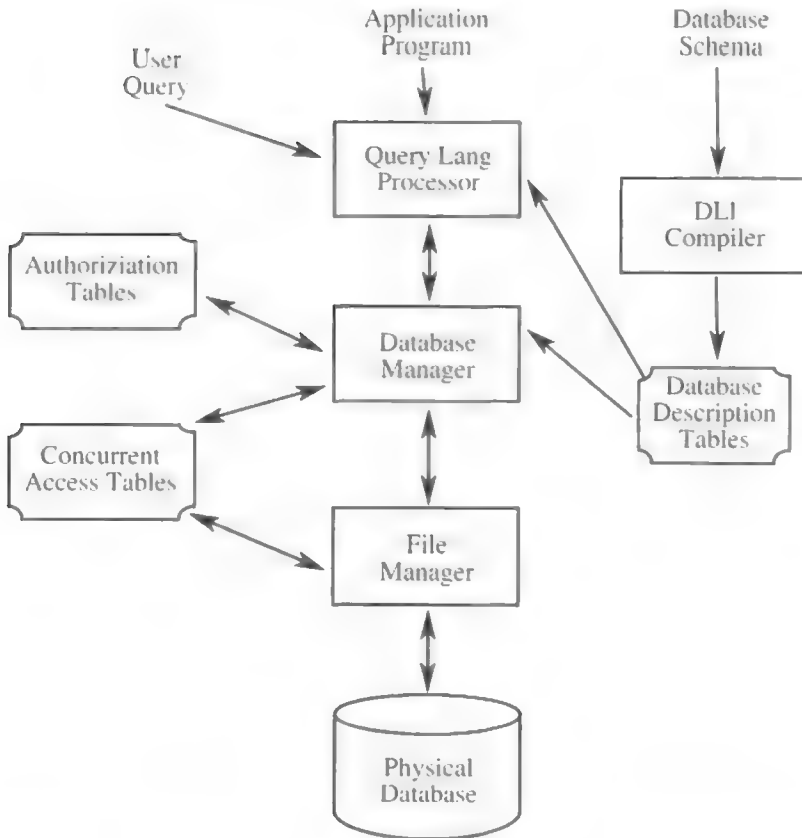 Application
Program
Database
Schema
User
Query
Query Lang
Processor
DLI
Compiler
Authoriziation
Tables
Database
Manager
Database
Description
Tables
Concurrent
Access Tables
File
Manager
Physical
Database